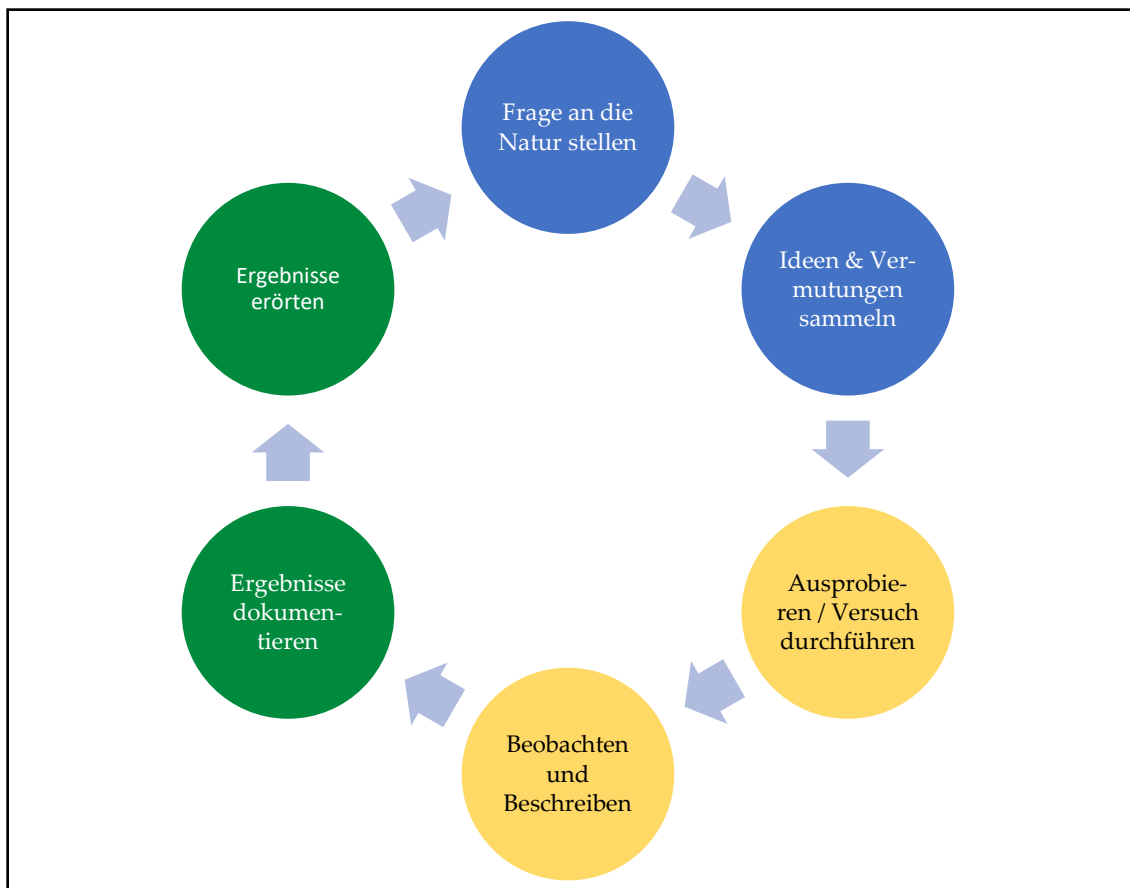 Frage an die
Natur stellen
Ideen & Ver-
mutungen
sammeln
Ausprobie-
ren / Versuch
durchführen
Beobachten
und
Beschreiben
Ergebnisse
dokumen-
tieren
Ergebnisse
erörten